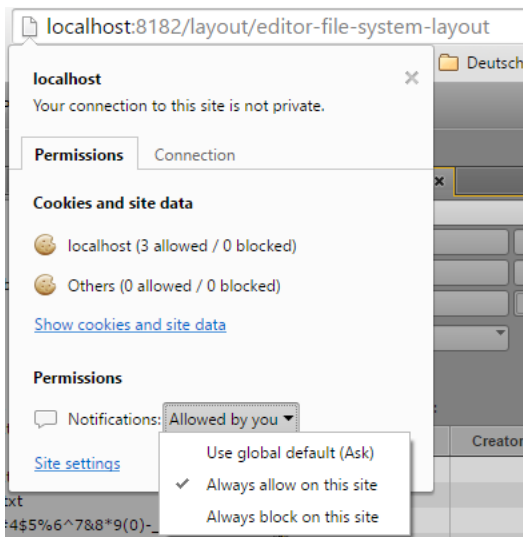 localhost:8182/layout/editor-file-system-layout
Deutsch
localhost
Your connection to this site is not private.
Permissions
Connection
Cookies and site data
localhost (3 allowed / 0 blocked)
Others (0 allowed / 0 blocked)
Show cookies and site data
Permissions
Notifications: Allowed by you
Creator
Use global default (Ask)
Site settings
Always allow on this site
txt
Always block on this site
4$5%6^7&8*9(0)-_